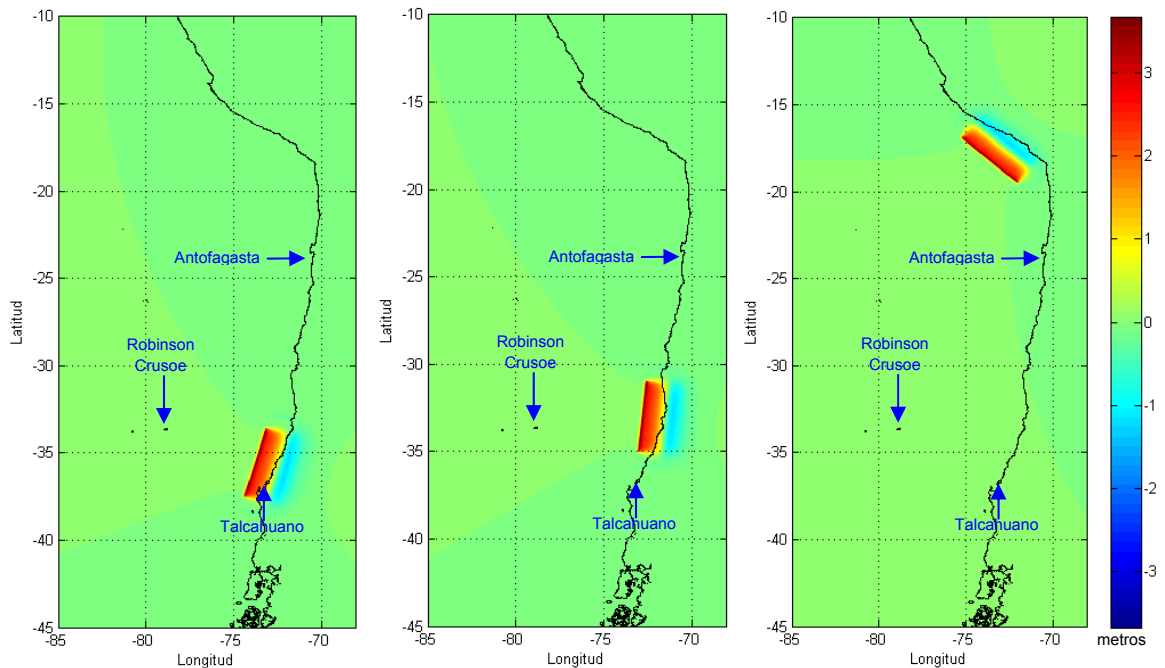 -10
-15
-20
-25
-30
-35
-40
-45
Latitud
Antofagasta
Robinson
Crusoe
Talcahuano
-85
-80
-75
-70
Longitud
-10
-15
-20
-25
-30
-35
-40
-45
Latitud
Antofagasta
Robinson
Crusoe
Talcahuano
-85
-80
-75
-70
Longitud
-10
-15
-20
-25
-30
-35
-40
-45
Latitud
Antofagasta
Robinson
Crusoe
Talcahuano
-85
-80
-75
-70
Longitud
3
2
1
0
-1
-2
-3
metros